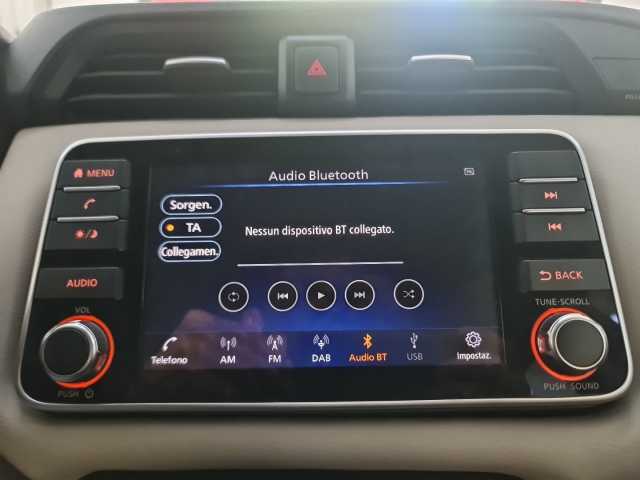 MENU
AUDIO
VOL
PUSH
Audio Bluetooth
Sorgen.
TA
Collegamen.
Nessun dispositivo BT collegato.
Telefono
AM
FM
DAB
Audio BT
USB
Impostaz.
BACK
TUNE-SCROLL
PUSH SOUND